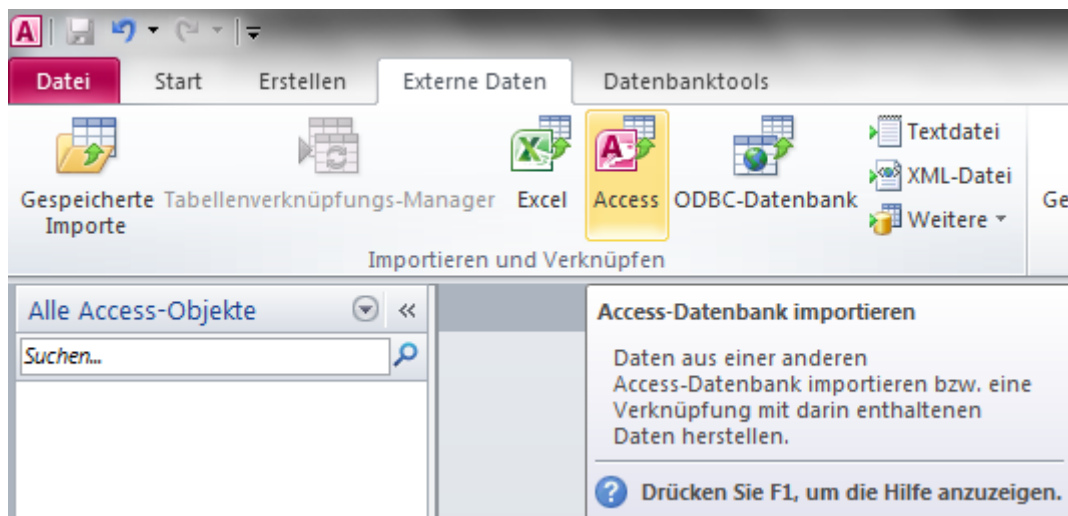 Datei Start Erstellen Externe Daten Datenbanktools
Gespeicherte Importe
Tabellenverknüpfungs-Manager
Excel
Access
ODBC-Datenbank
Textdatei
XML-Datei
Weitere
Ge
Importieren und Verknüpfen
Alle Access-Objekte
Suchen...
Access-Datenbank importieren
Daten aus einer anderen
Access-Datenbank importieren bzw. eine
Verknüpfung mit darin enthaltenen
Daten herstellen.
Drücken Sie F1, um die Hilfe anzuzeigen.